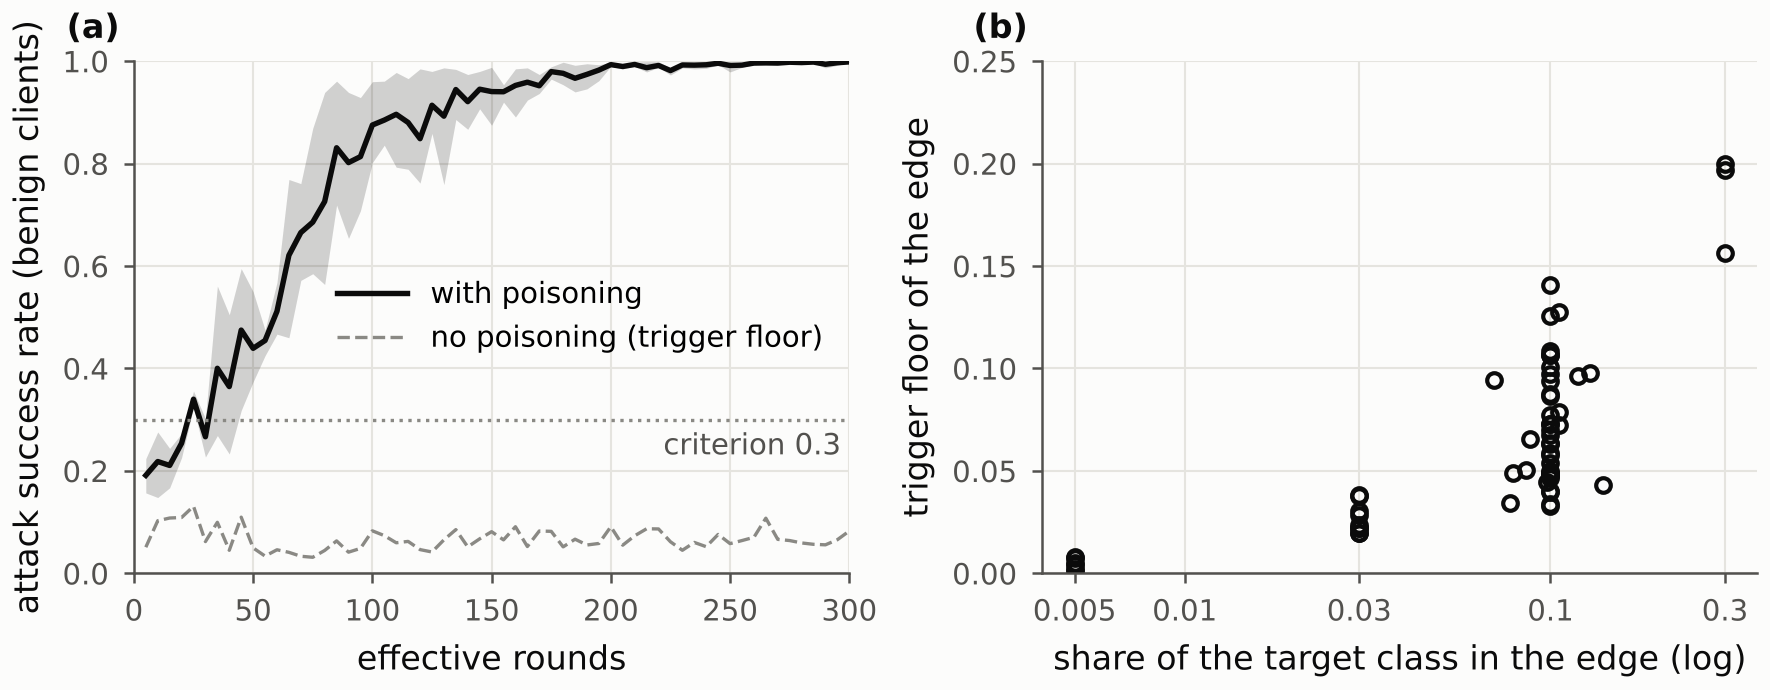 (a)
attack success rate (benign clients)
1.0
0.8
0.6
0.4
0.2
0.0
with poisoning
no poisoning (trigger floor)
criterion 0.3
0 50 100 150 200 250 300
effective rounds
(b)
trigger floor of the edge
0.25
0.20
0.15
0.10
0.05
0.00
0.005 0.01 0.03 0.1 0.3
share of the target class in the edge (log)